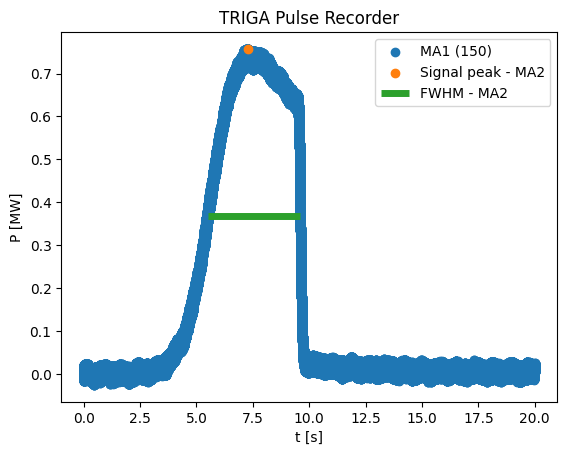 TRIGA Pulse Recorder
MA1 (150)
Signal peak - MA2
FWHM - MA2
P [MW]
0.7
0.6
0.5
0.4
0.3
0.2
0.1
0.0
0.0 2.5 5.0 7.5 10.0 12.5 15.0 17.5 20.0
t [s]